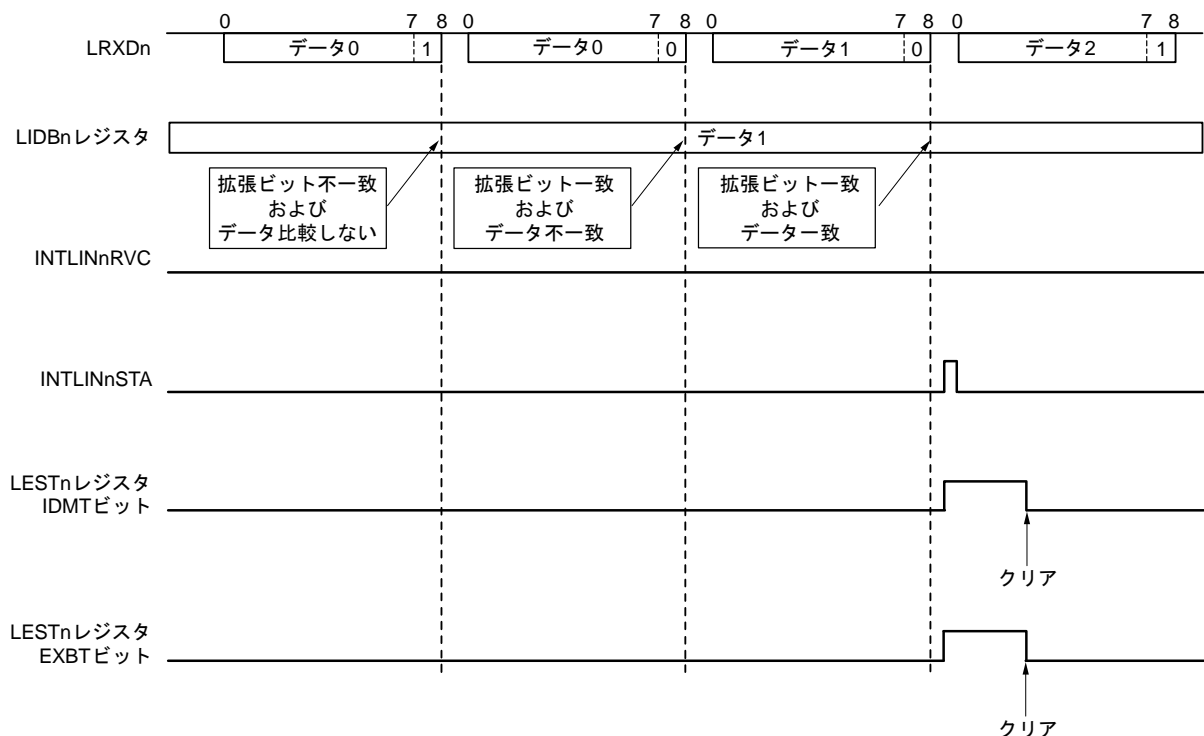 0 7 8 0 7 8 0 7 8 0 7 8
LRXDn データ0 1 データ0 0 データ1 0 データ2 1
LIDBnレジスタ データ1
拡張ビット不一致
および
データ比較しない
拡張ビット一致
および
データ不一致
拡張ビット一致
および
データ一致
INTLINnRVC
INTLINnSTA
LESTnレジスタ
IDMTビット
クリア
LESTnレジスタ
EXBTビット
クリア